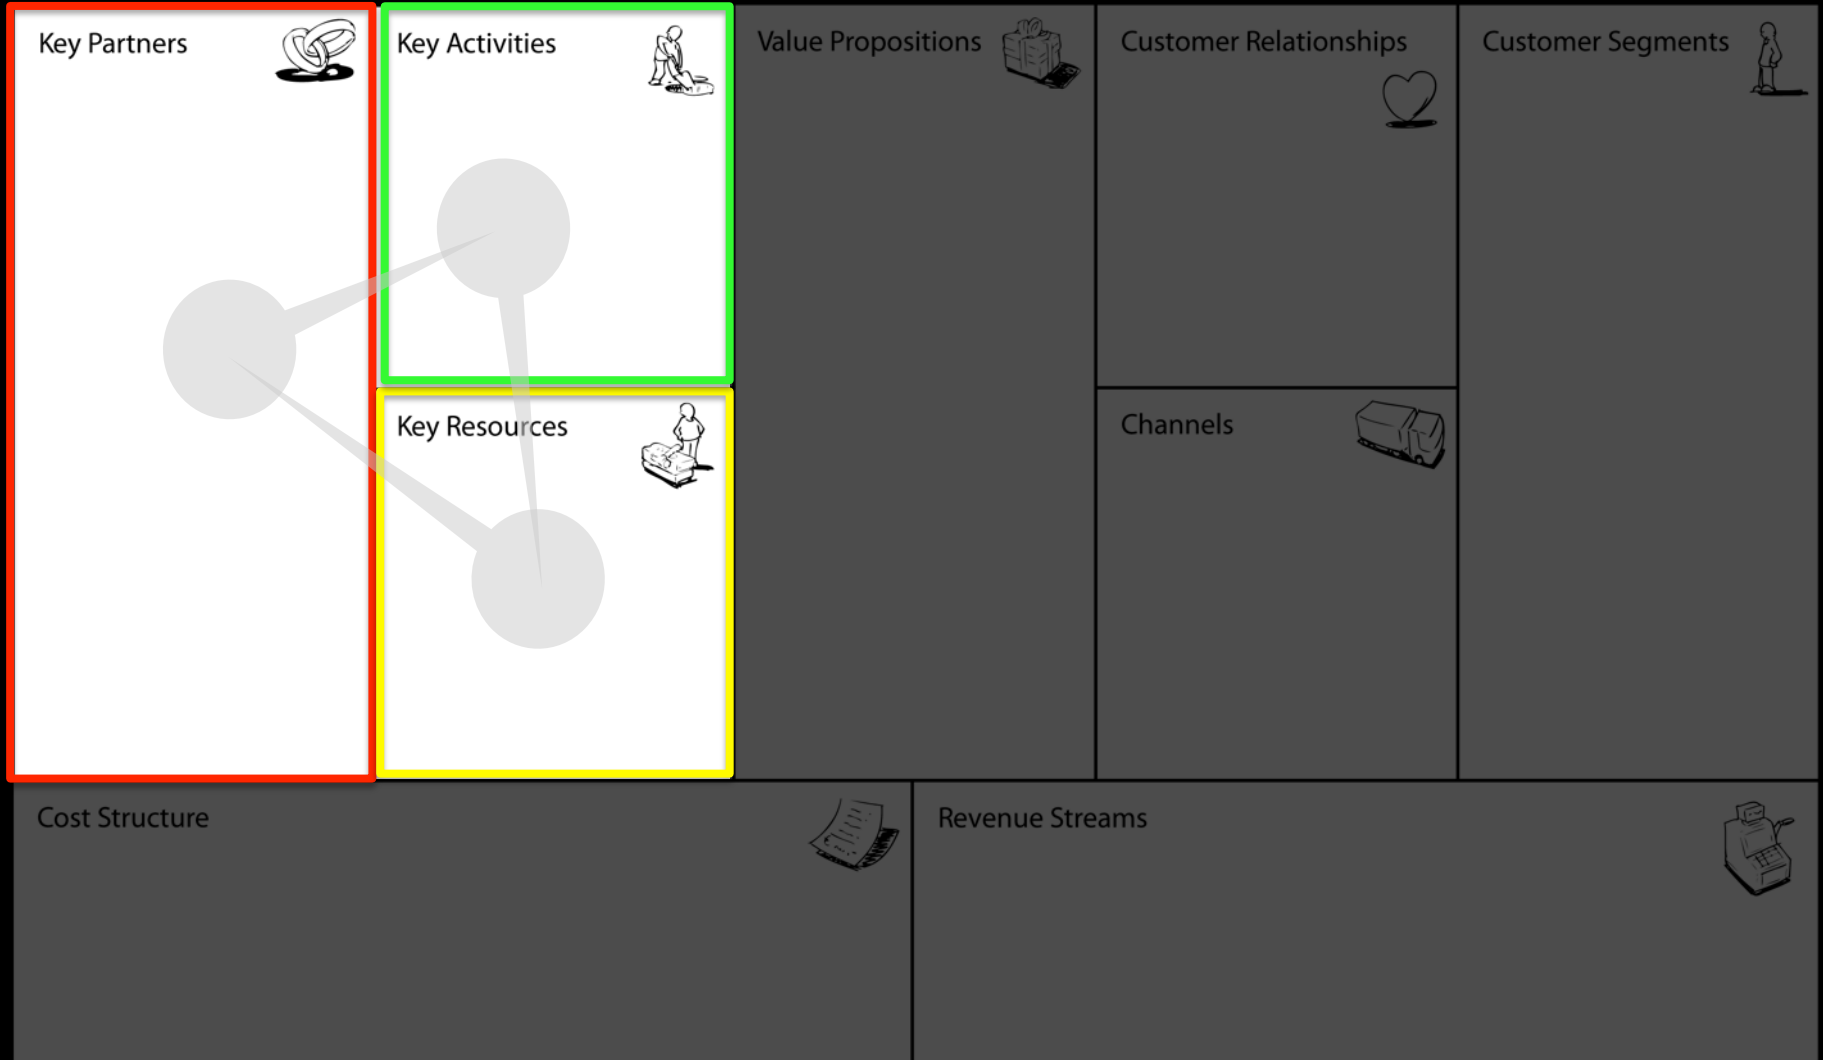 Key Partners
Key Activities
Value Propositions
Customer Relationships
Customer Segments
Key Resources
Channels
Cost Structure
Revenue Streams